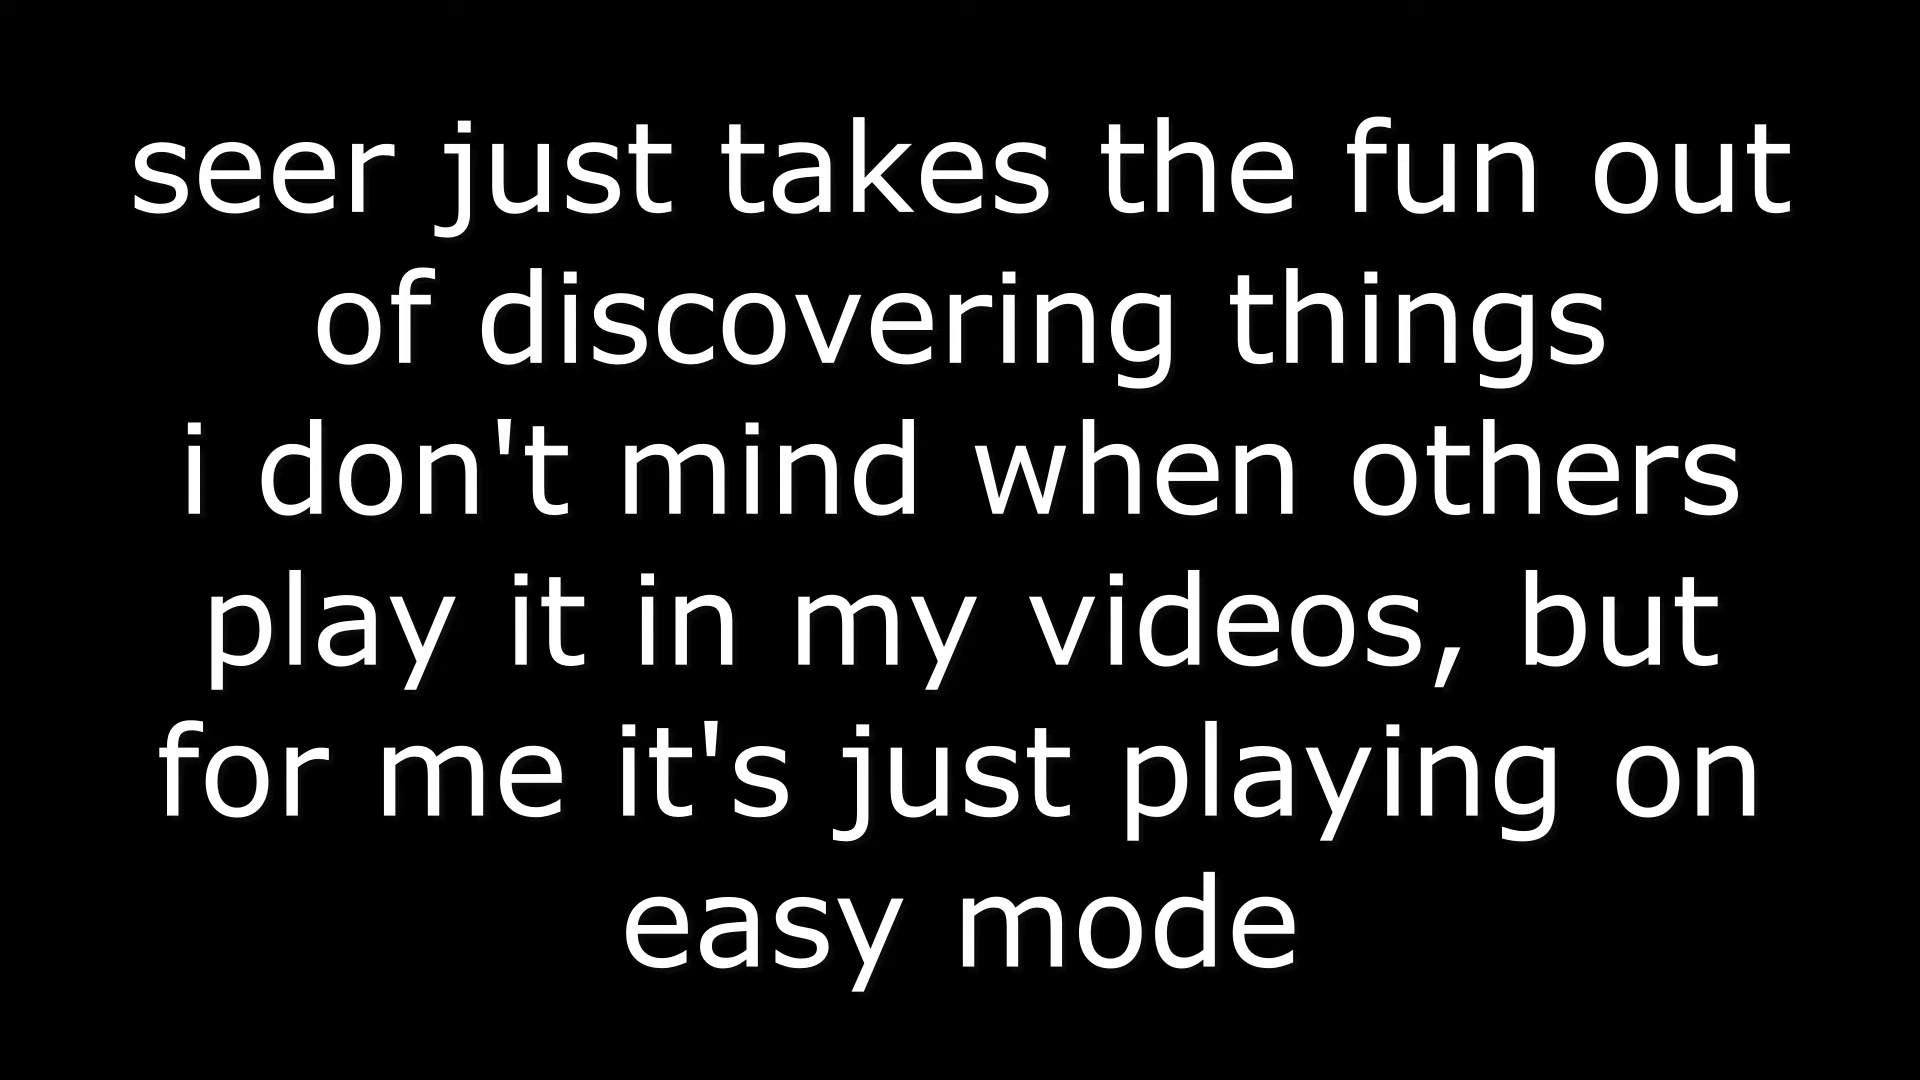 seer just takes the fun out
of discovering things
i don't mind when others
play it in my videos, but
for me it's just playing on
easy mode